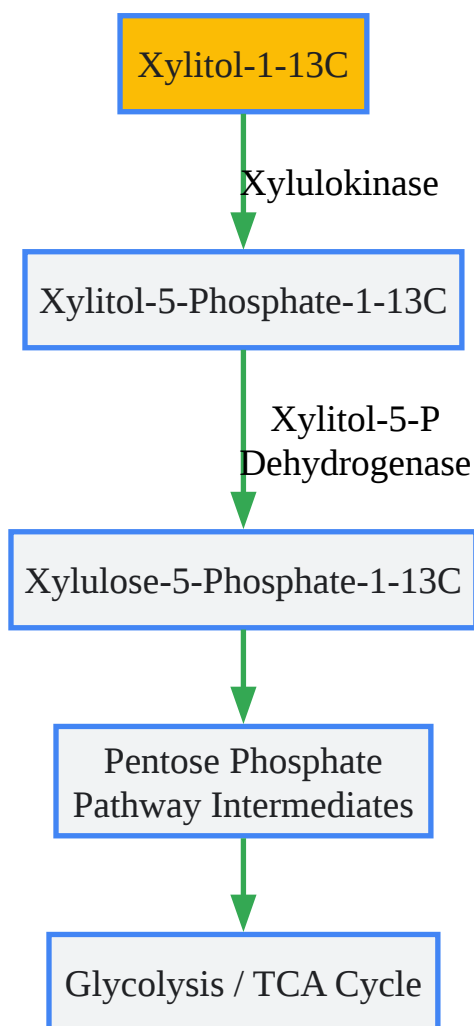 Xylitol-1-13C
Xylulokinase
Xylitol-5-Phosphate-1-13C
Xylitol-5-P
Dehydrogenase
Xylulose-5-Phosphate-1-13C
Pentose Phosphate
Pathway Intermediates
Glycolysis / TCA Cycle